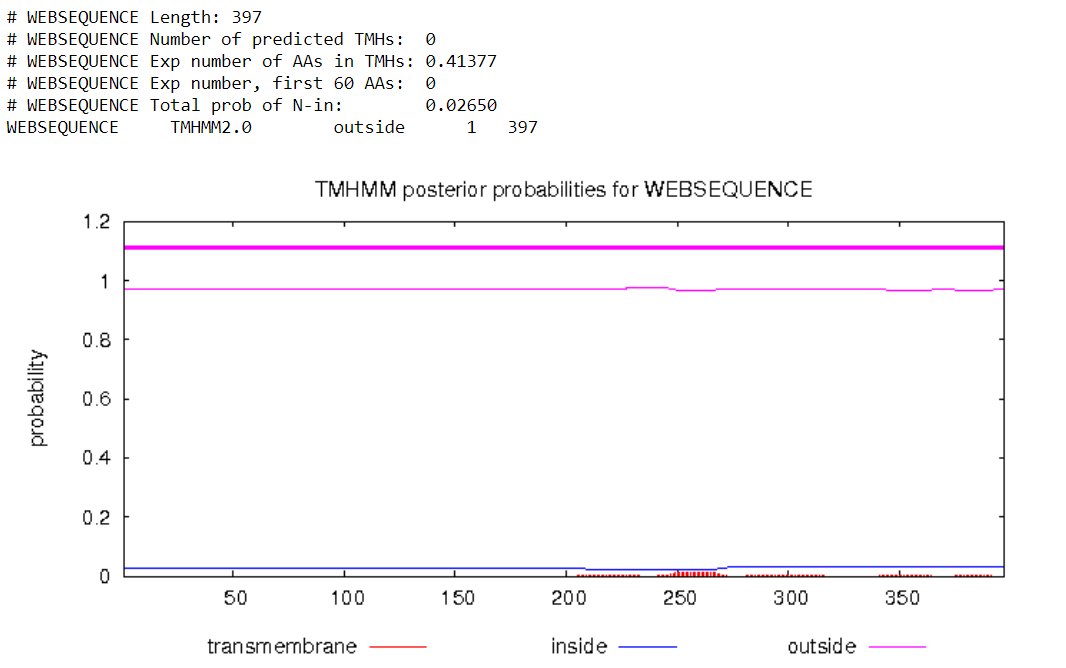 # WEBSEQUENCE Length: 397
# WEBSEQUENCE Number of predicted TMHs:  0
# WEBSEQUENCE Exp number of AAs in TMHs: 0.41377
# WEBSEQUENCE Exp number, first 60 AAs:  0
# WEBSEQUENCE Total prob of N-in:        0.02650
WEBSEQUENCE     TMHMM2.0        outside      1   397
TMHMM posterior probabilities for WEBSEQUENCE
1.2
1
0.8
0.6
0.4
0.2
0
probability
50 100 150 200 250 300 350
transmembrane inside outside